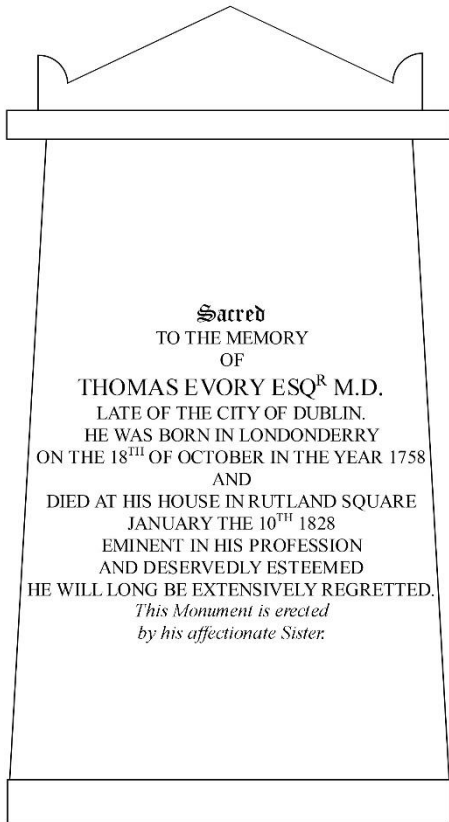 Sacred
TO THE MEMORY
OF
THOMAS EVORY ESQR M.D.
LATE OF THE CITY OF DUBLIN.
HE WAS BORN IN LONDONDERRY
ON THE 18TH OF OCTOBER IN THE YEAR 1758
AND
DIED AT HIS HOUSE IN RUTLAND SQUARE
JANUARY THE 10TH 1828
EMINENT IN HIS PROFESSION
AND DESERVEDLY ESTEEMED
HE WILL LONG BE EXTENSIVELY REGRETTED.
This Monument is erected
by his affectionate Sister.